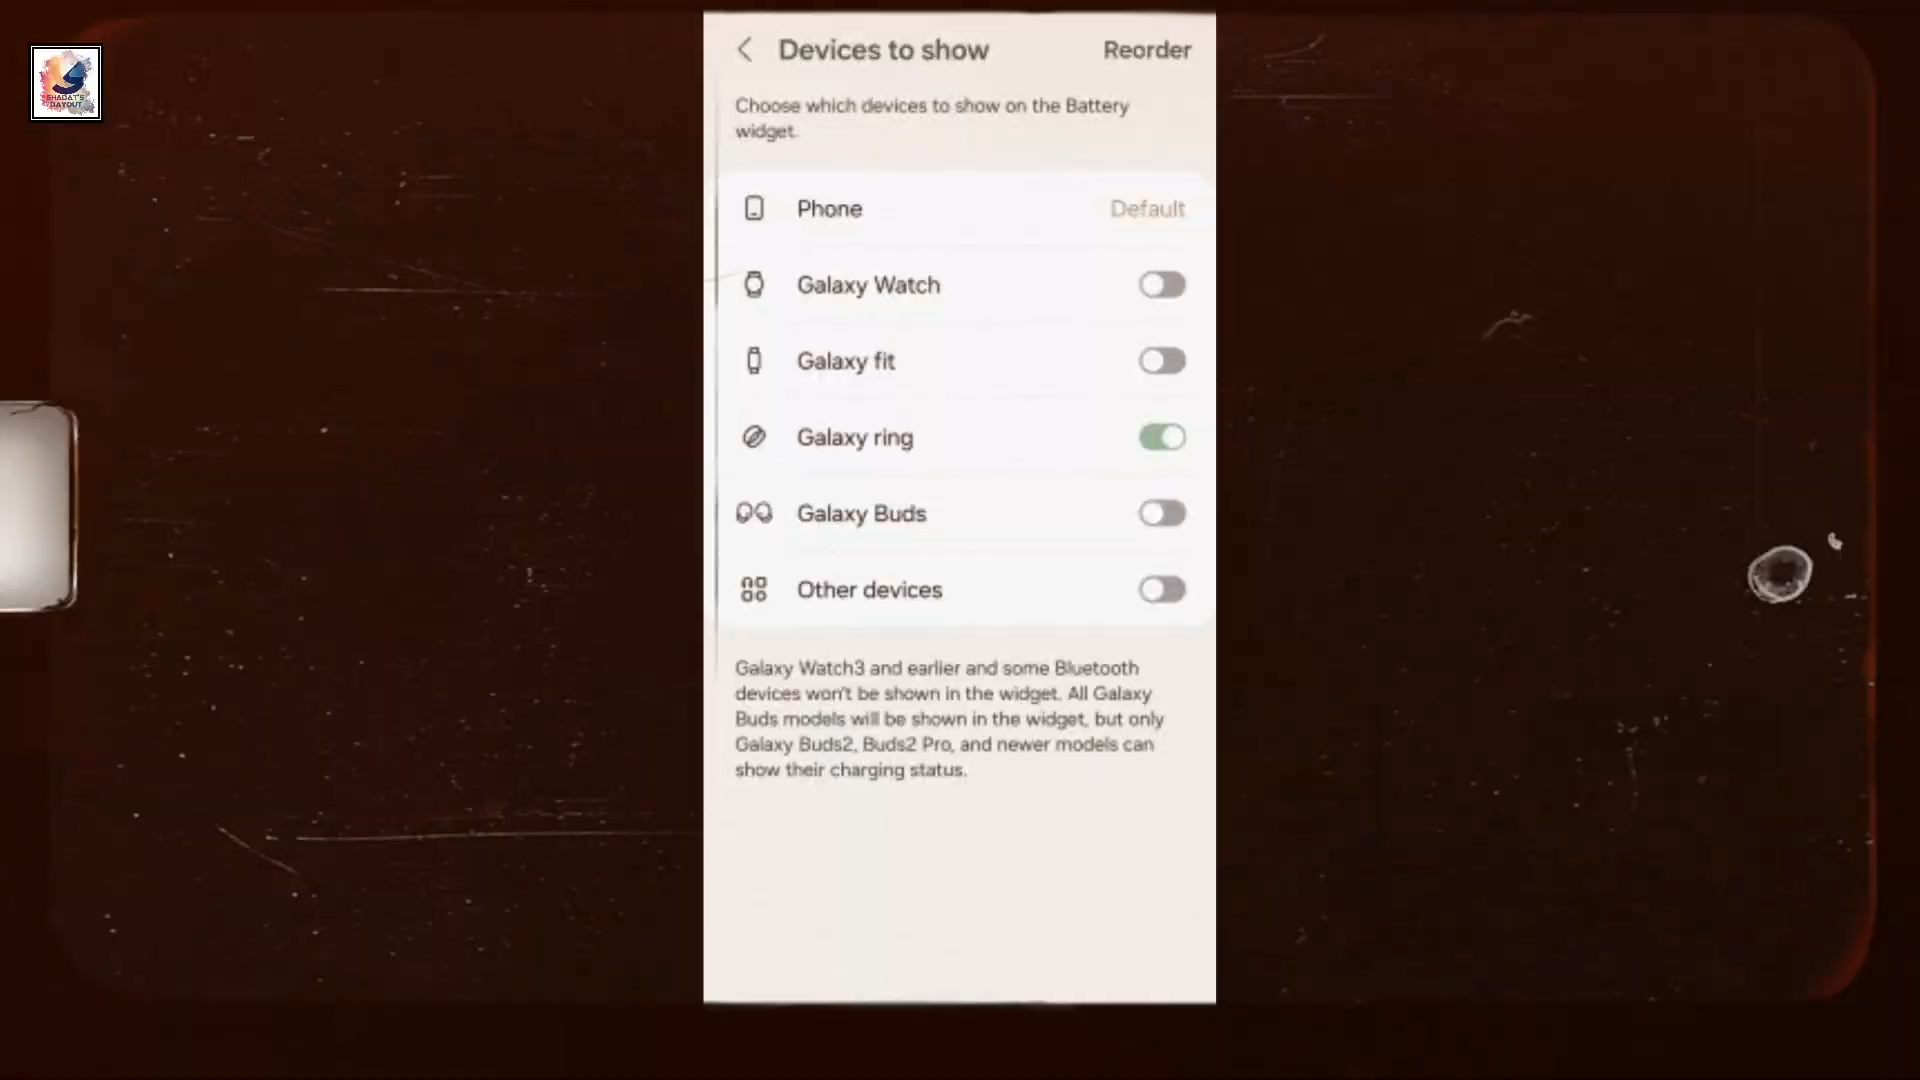 SHADAT'S
DAYOUT
Devices to show
Reorder
Choose which devices to show on the Battery
widget.
Phone
Default
Galaxy Watch
Galaxy fit
Galaxy ring
Galaxy Buds
Other devices
Galaxy Watch3 and earlier and some Bluetooth
devices won't be shown in the widget. All Galaxy
Buds models will be shown in the widget, but only
Galaxy Buds2, Buds2 Pro, and newer models can
show their charging status.